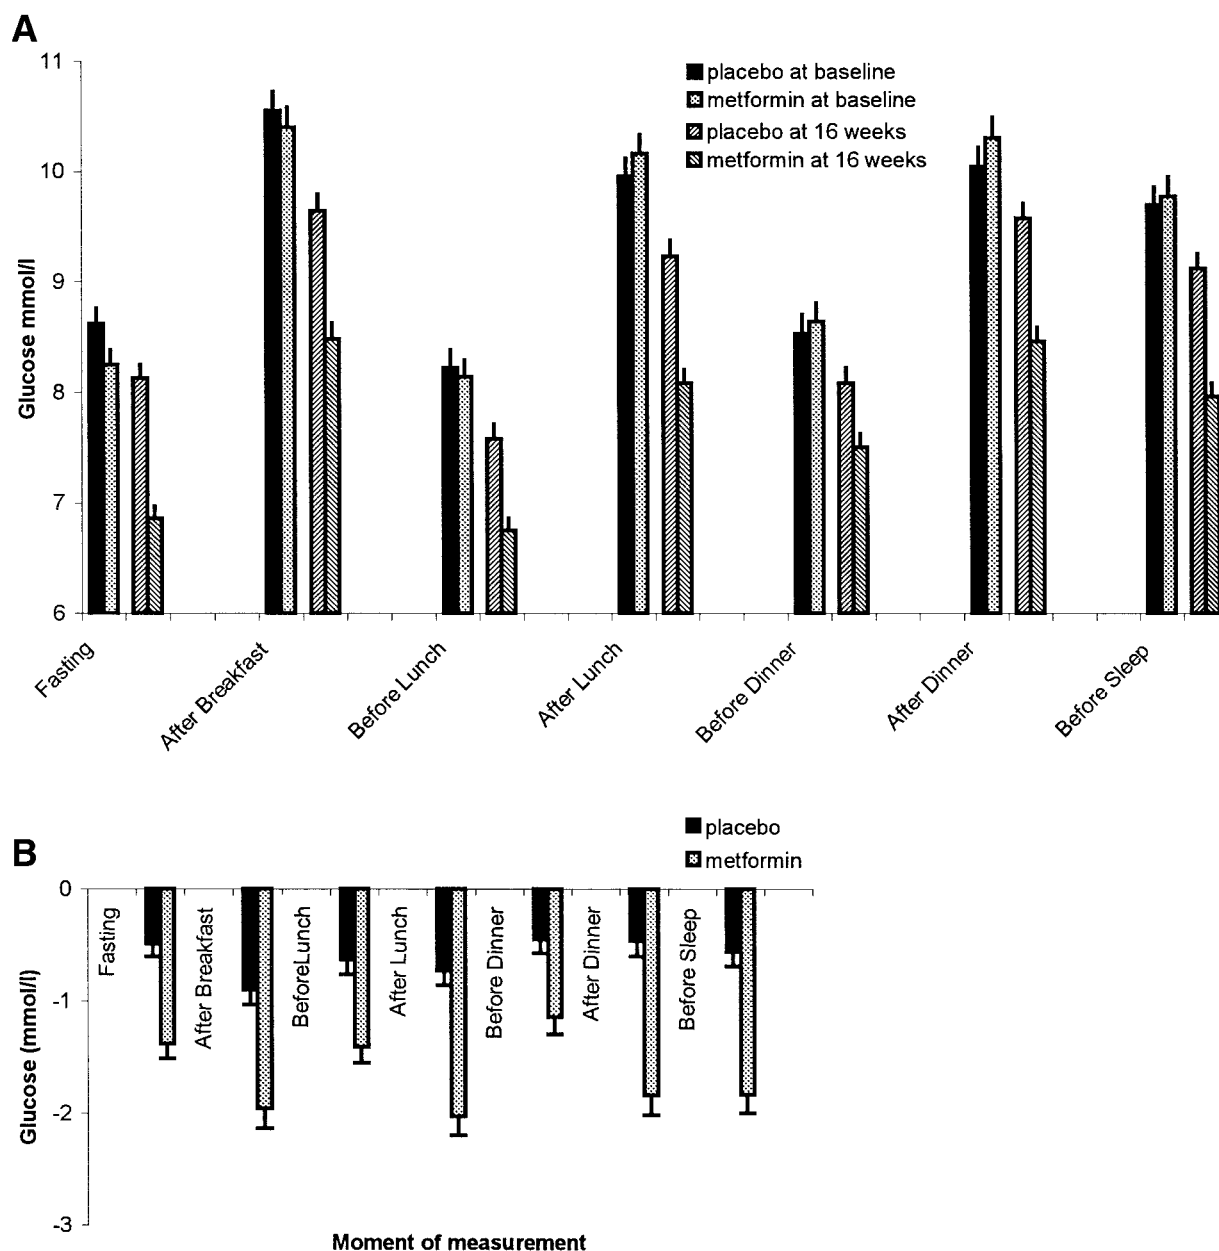 A
11
10
9
8
7
6
Glucose mmol/l
placebo at baseline
metformin at baseline
placebo at 16 weeks
metformin at 16 weeks
Fasting
After Breakfast
Before Lunch
After Lunch
Before Dinner
After Dinner
Before Sleep
B
placebo
metformin
0
-1
-2
-3
Glucose (mmol/l)
Fasting
After Breakfast
BeforeLunch
After Lunch
Before Dinner
After Dinner
Before Sleep
Moment of measurement